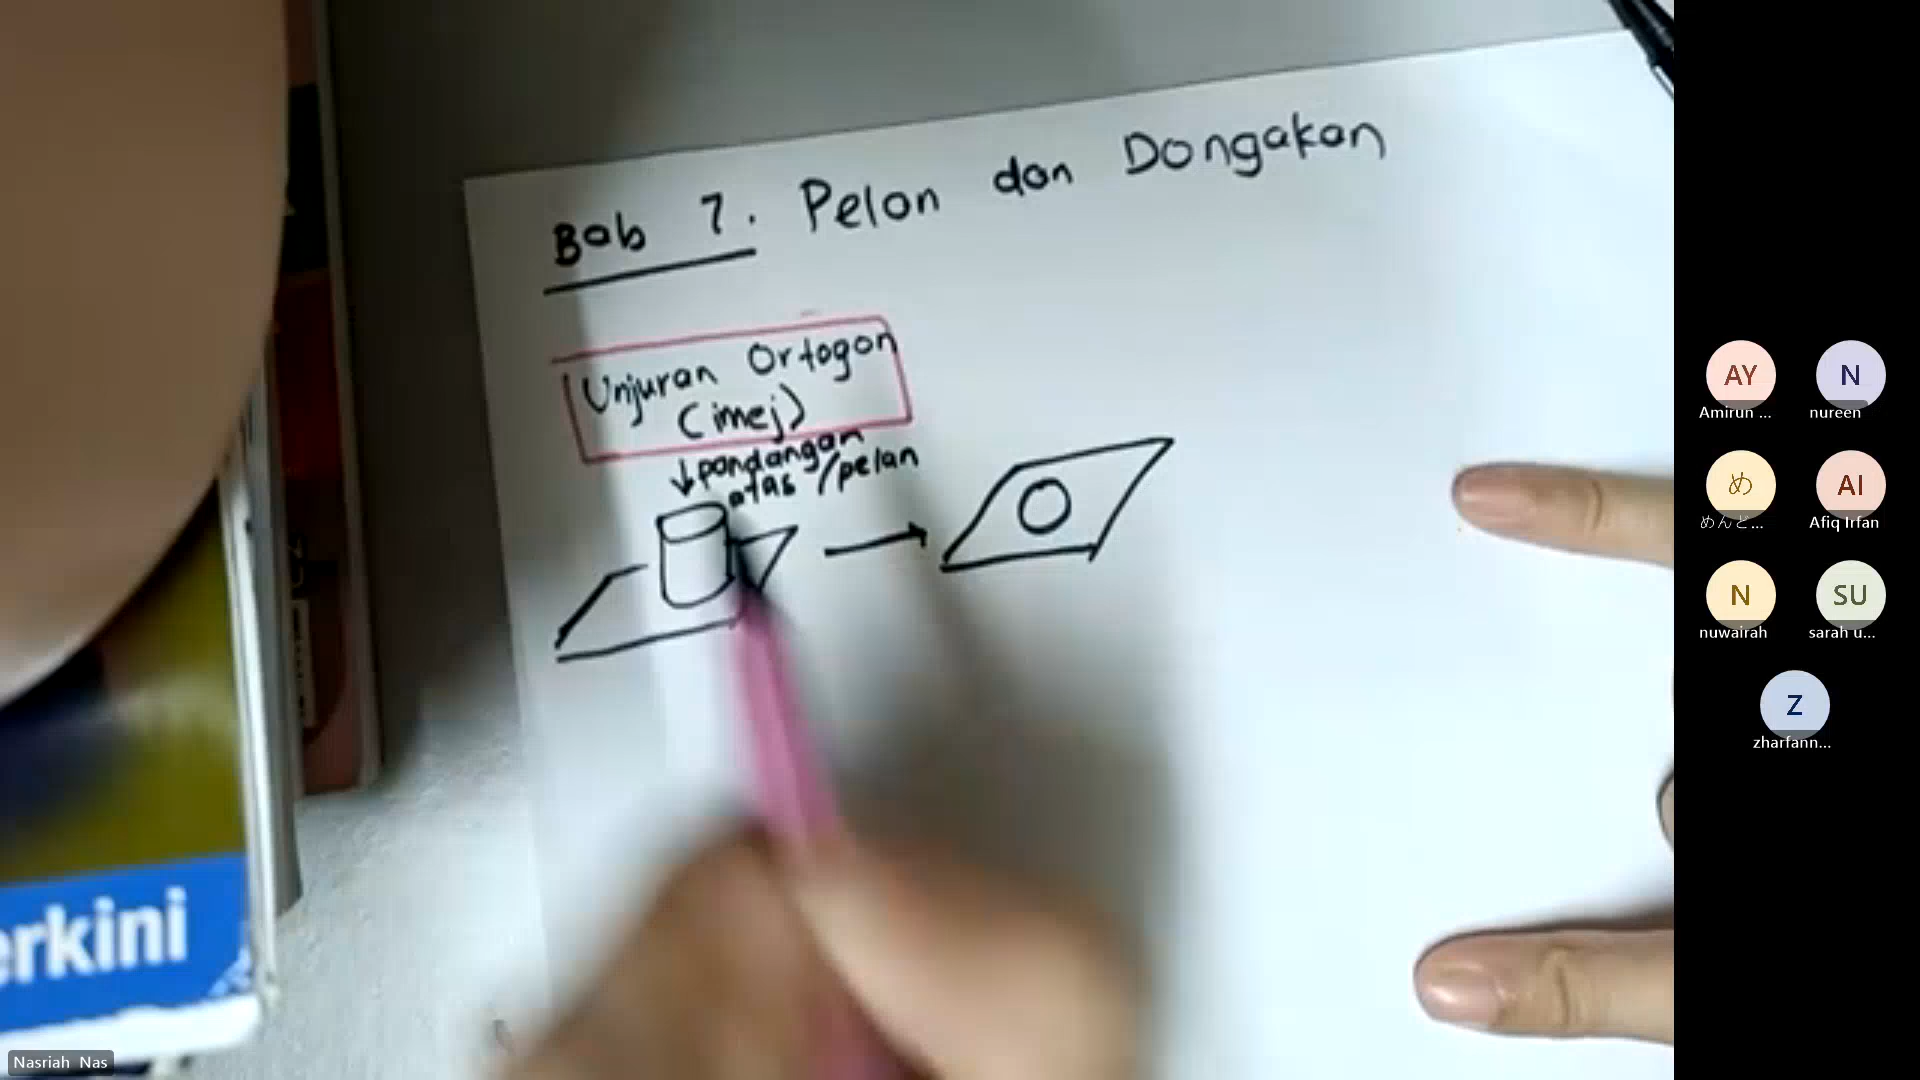 Bab 7. Pelan dan Dongakan
Unjuran Ortogon
(imej)
↓pandangan
atas /pelan
erkini
AY
Amirun ...
N
nureen
め
めんど...
AI
Afiq Irfan
N
nuwairah
SU
sarah u...
Z
zharfann...
Nasriah Nas